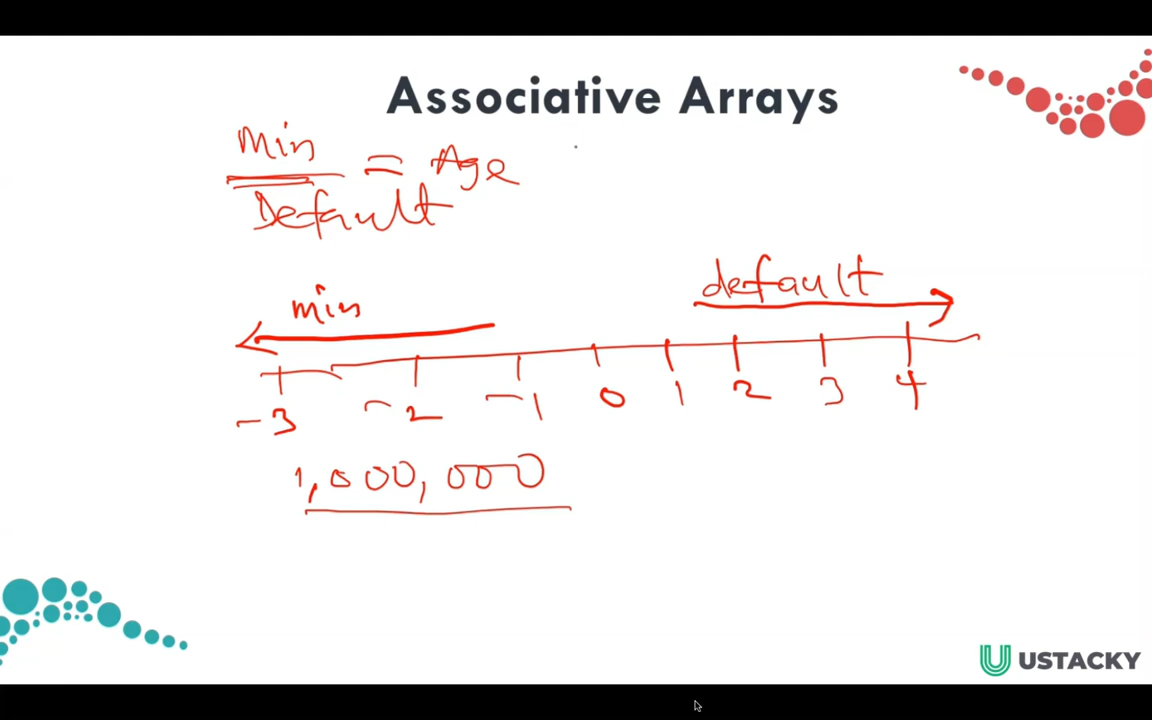 Associative Arrays
Min = Age
Default
min
default
-3 -2 -1 0 1 2 3 4
1,000,000
USTACKY